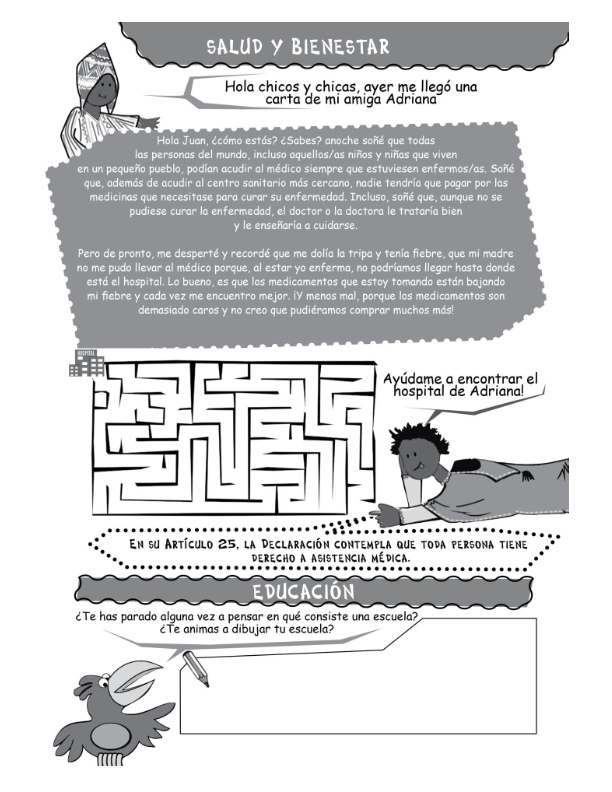 SALUD Y BIENESTAR
Hola chicos y chicas, ayer me llegó una
carta de mi amiga Adriana
Hola Juan, ¿cómo estás? ¿Sabes? anoche soñé que todas
las personas del mundo, incluso aquellos/as niños y niñas que viven
en un pequeño pueblo, podían acudir al médico siempre que estuviesen enfermos/as. Soñé
que, además de acudir al centro sanitario más cercano, nadie tendría que pagar por las
medicinas que necesitase para curar su enfermedad. Incluso, soñé que, aunque no se
pudiese curar la enfermedad, el doctor o la doctora le trataría bien
y le enseñaría a cuidarse.
Pero de pronto, me desperté y recordé que me dolía la tripa y tenía fiebre, que mi madre
no me pudo llevar al médico porque, al estar yo enferma, no podríamos llegar hasta donde
está el hospital. Lo bueno, es que los medicamentos que estoy tomando están bajando
mi fiebre y cada vez me encuentro mejor. ¡Y menos mal, porque los medicamentos son
demasiado caros y no creo que pudiéramos comprar muchos más!
HOSPITAL
Ayúdame a encontrar el
hospital de Adriana!
EN SU ARTÍCULO 25, LA DECLARACIÓN CONTEMPLA QUE TODA PERSONA TIENE
DERECHO A ASISTENCIA MÉDICA.
EDUCACIÓN
¿Te has parado alguna vez a pensar en qué consiste una escuela?
¿Te animas a dibujar tu escuela?